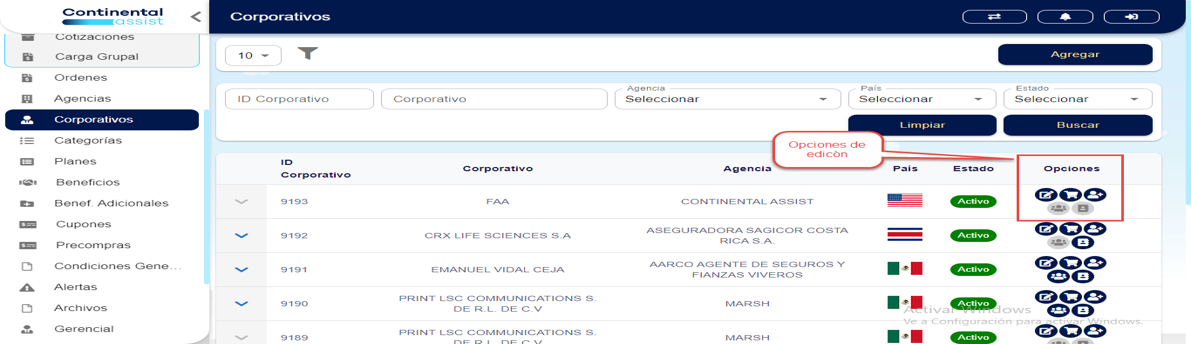 Continental
assist
Corporativos
Cotizaciones
Carga Grupal
Ordenes
Agencias
Corporativos
Categorías
Planes
Beneficios
Benef. Adicionales
Cupones
Precompras
Condiciones Gene...
Alertas
Archivos
Gerencial
10
Agregar
ID Corporativo
Corporativo
Agencia
Seleccionar
País
Seleccionar
Estado
Seleccionar
Limpiar
Buscar
Opciones de
edicòn
ID
Corporativo
Corporativo
Agencia
País
Estado
Opciones
9193
FAA
CONTINENTAL ASSIST
Activo
9192
CRX LIFE SCIENCES S.A
ASEGURADORA SAGICOR COSTA
RICA S.A.
Activo
9191
EMANUEL VIDAL CEJA
AARCO AGENTE DE SEGUROS Y
FIANZAS VIVEROS
Activo
9190
PRINT LSC COMMUNICATIONS S.
DE R.L. DE C.V
MARSH
Activo
Activar Windows
Ve a Configuración para activar Windows.
9189
PRINT LSC COMMUNICATIONS S.
DE R.L. DE C.V
MARSH
Activo